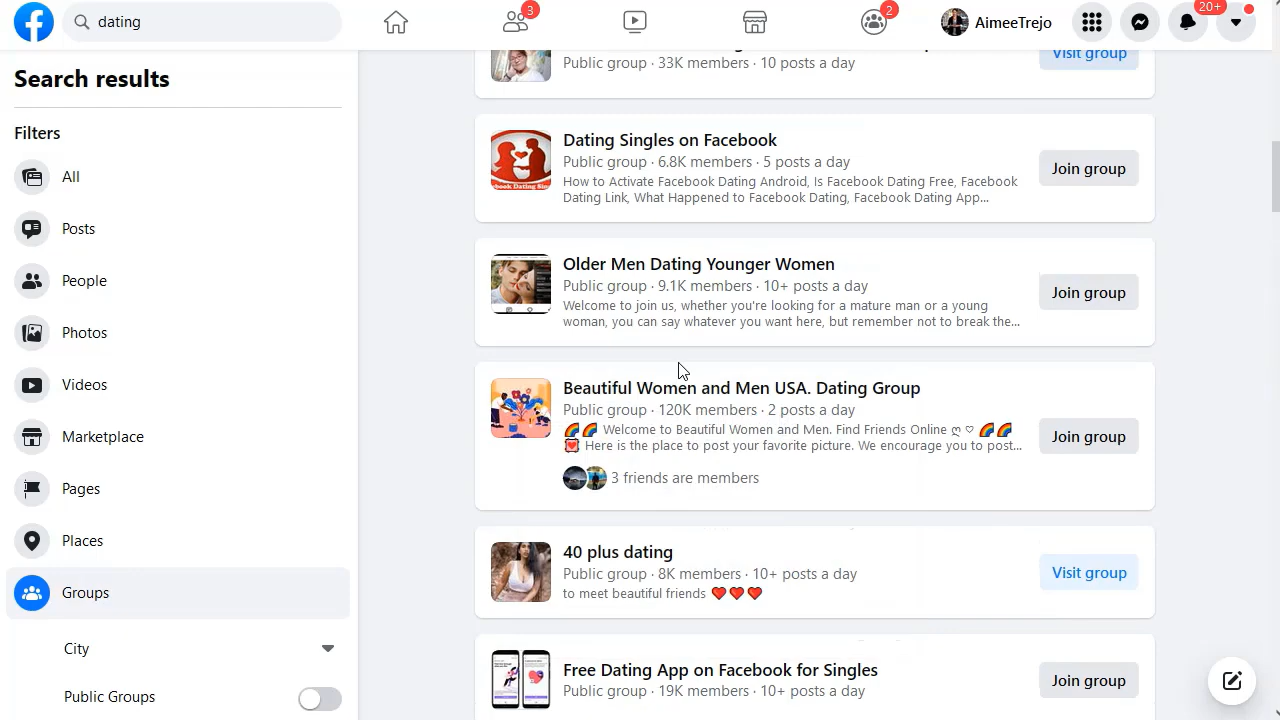 dating
3
2
AimeeTrejo
20+
Search results
Filters
All
Posts
People
Photos
Videos
Marketplace
Pages
Places
Groups
City
Public Groups
Public group · 33K members · 10 posts a day
Visit group
Dating Singles on Facebook
Public group · 6.8K members · 5 posts a day
How to Activate Facebook Dating Android, Is Facebook Dating Free, Facebook
Dating Link, What Happened to Facebook Dating, Facebook Dating App...
Join group
Older Men Dating Younger Women
Public group · 9.1K members · 10+ posts a day
Welcome to join us, whether you're looking for a mature man or a young
woman, you can say whatever you want here, but remember not to break the...
Join group
Beautiful Women and Men USA. Dating Group
Public group · 120K members · 2 posts a day
🌈🌈 Welcome to Beautiful Women and Men. Find Friends Online ღ ♡ 🌈🌈
💟 Here is the place to post your favorite picture. We encourage you to post...
3 friends are members
Join group
40 plus dating
Public group · 8K members · 10+ posts a day
to meet beautiful friends ❤️❤️❤️
Visit group
Free Dating App on Facebook for Singles
Public group · 19K members · 10+ posts a day
Join group